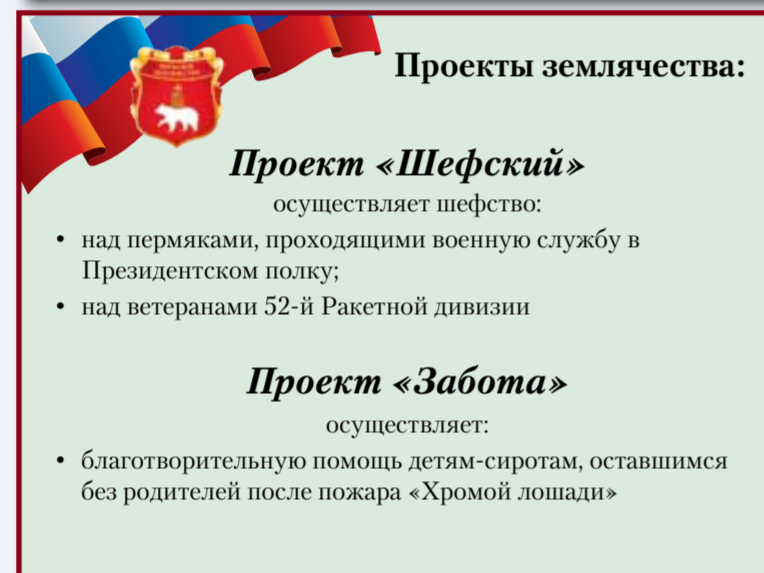 Проекты землячества:
Проект «Шефский»
осуществляет шефство:
• над пермяками, проходящими военную службу в
Президентском полку;
• над ветеранами 52-й Ракетной дивизии
Проект «Забота»
осуществляет:
• благотворительную помощь детям-сиротам, оставшимся
без родителей после пожара «Хромой лошади»